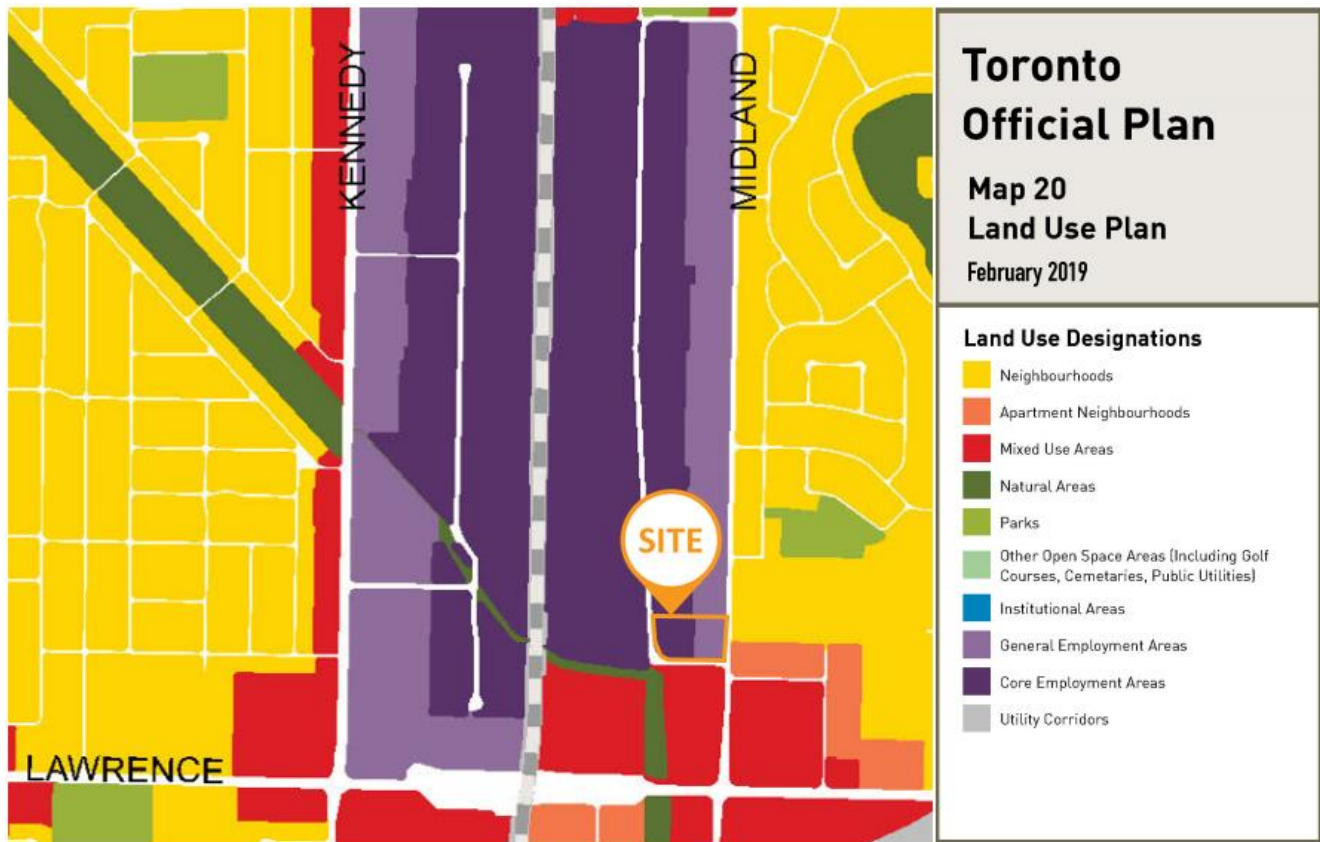 KENNEDY
MIDLAND
SITE
LAWRENCE
Toronto
Official Plan
Map 20
Land Use Plan
February 2019
Land Use Designations
Neighbourhoods
Apartment Neighbourhoods
Mixed Use Areas
Natural Areas
Parks
Other Open Space Areas (Including Golf
Courses, Cemetaries, Public Utilities)
Institutional Areas
General Employment Areas
Core Employment Areas
Utility Corridors